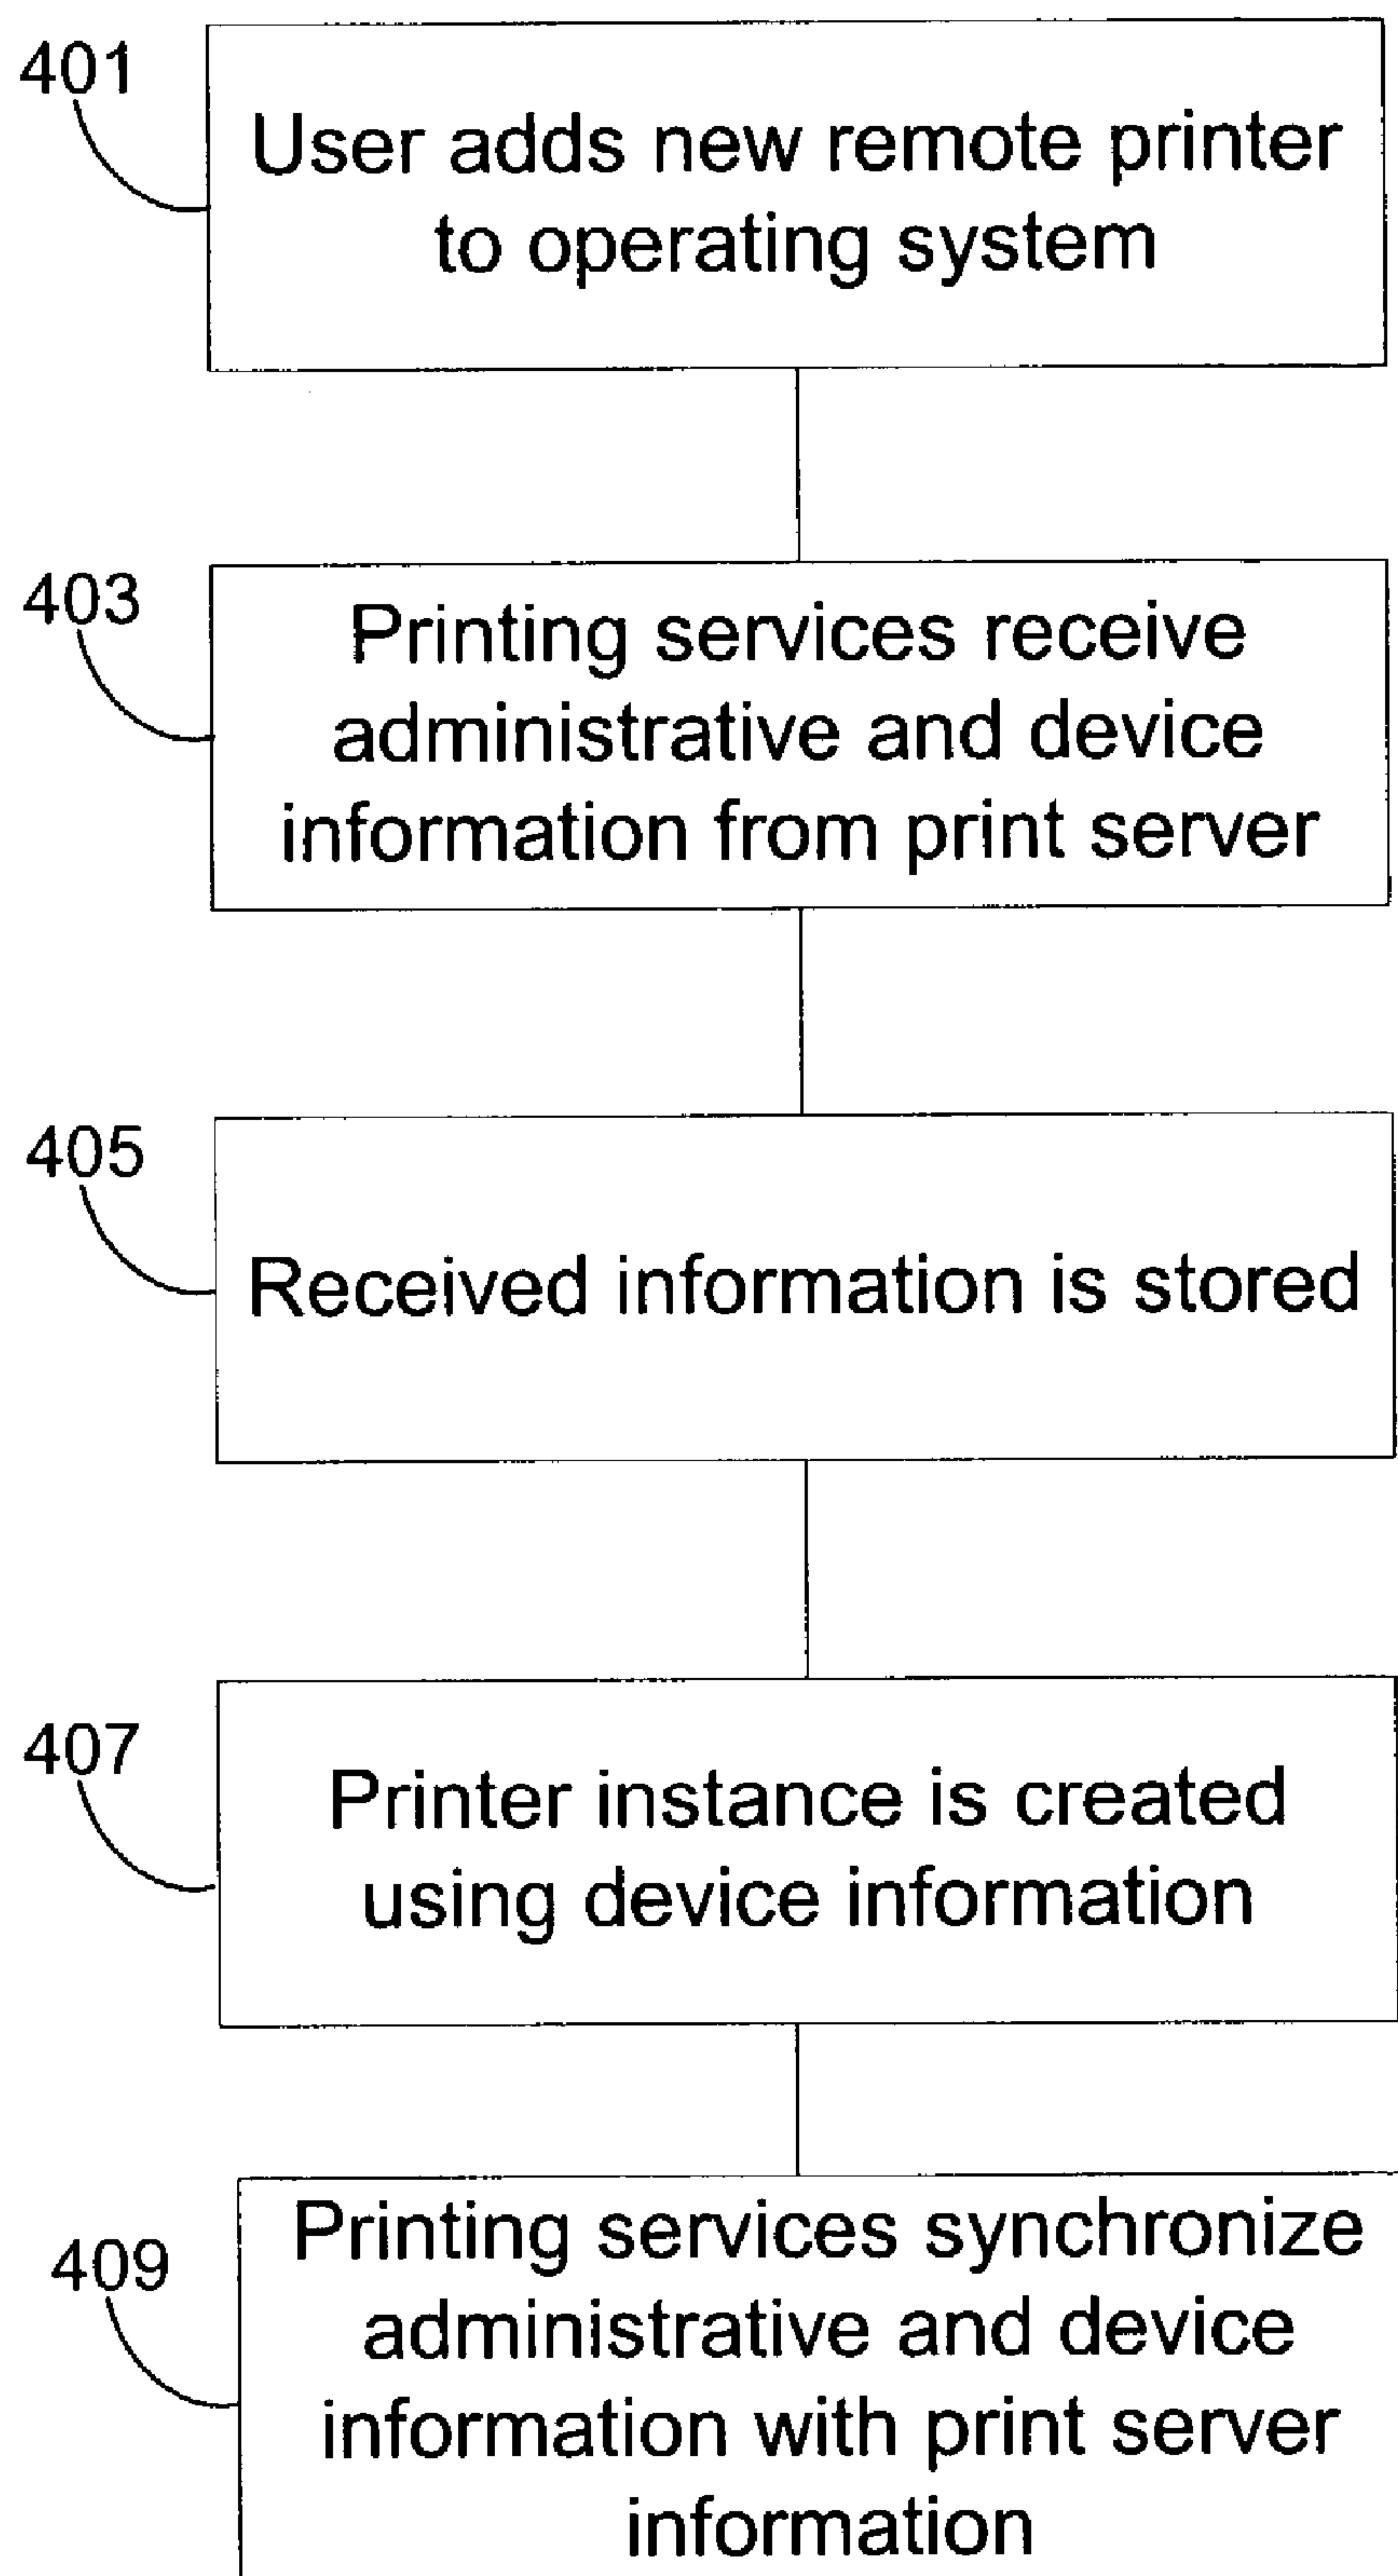 401
User adds new remote printer
to operating system
403
Printing services receive
administrative and device
information from print server
405
Received information is stored
407
Printer instance is created
using device information
409
Printing services synchronize
administrative and device
information with print server
information